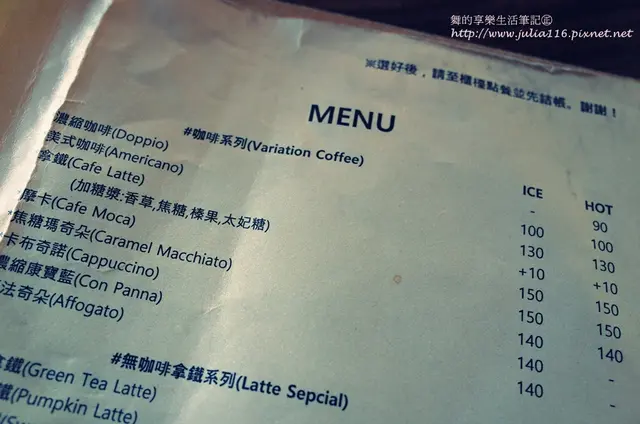 舞的享樂生活筆記㊣
http://www.julia116.pixnet.net
※選好後，請至櫃檯點餐並先結帳。謝謝！
MENU
#咖啡系列(Variation Coffee) ICE HOT
濃縮咖啡(Doppio) - 90
美式咖啡(Americano) 100 100
拿鐵(Cafe Latte) 130 130
(加糖漿:香草,焦糖,榛果,太妃糖) +10 +10
*摩卡(Cafe Moca) 150 150
*焦糖瑪奇朵(Caramel Macchiato) 150 150
卡布奇諾(Cappuccino) 140 140
濃縮康寶藍(Con Panna) 140 -
法奇朵(Affogato) 140 -
#無咖啡拿鐵系列(Latte Sepcial)
拿鐵(Green Tea Latte)
鐵(Pumpkin Latte)